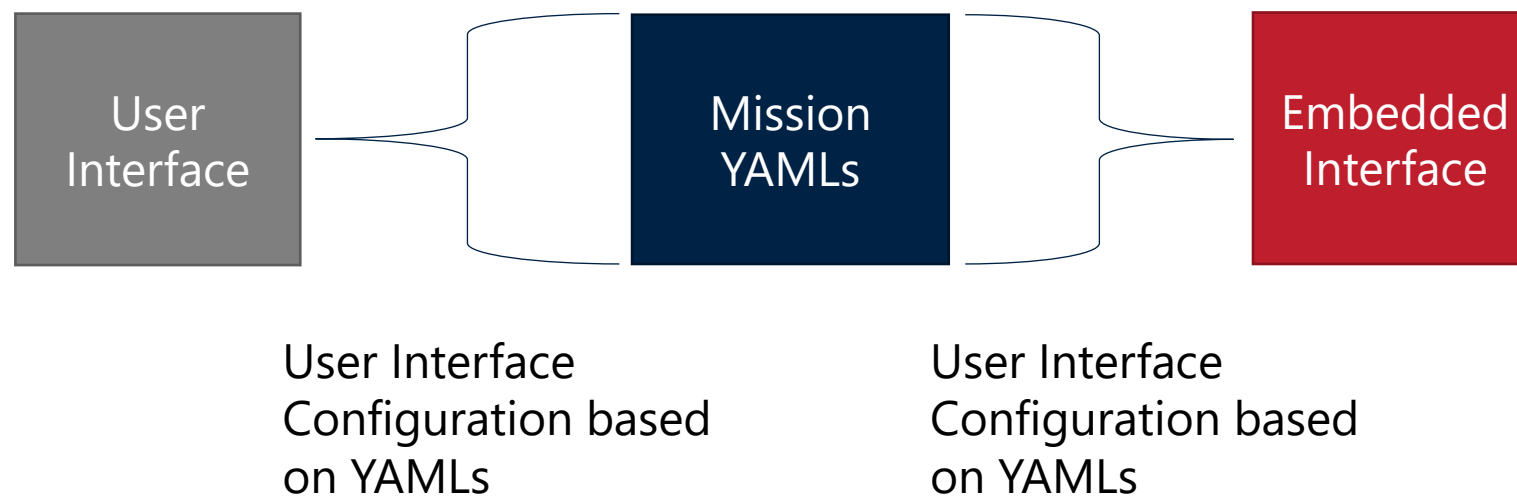 User
Interface
Mission
YAMLs
Embedded
Interface
User Interface
Configuration based
on YAMLs
User Interface
Configuration based
on YAMLs